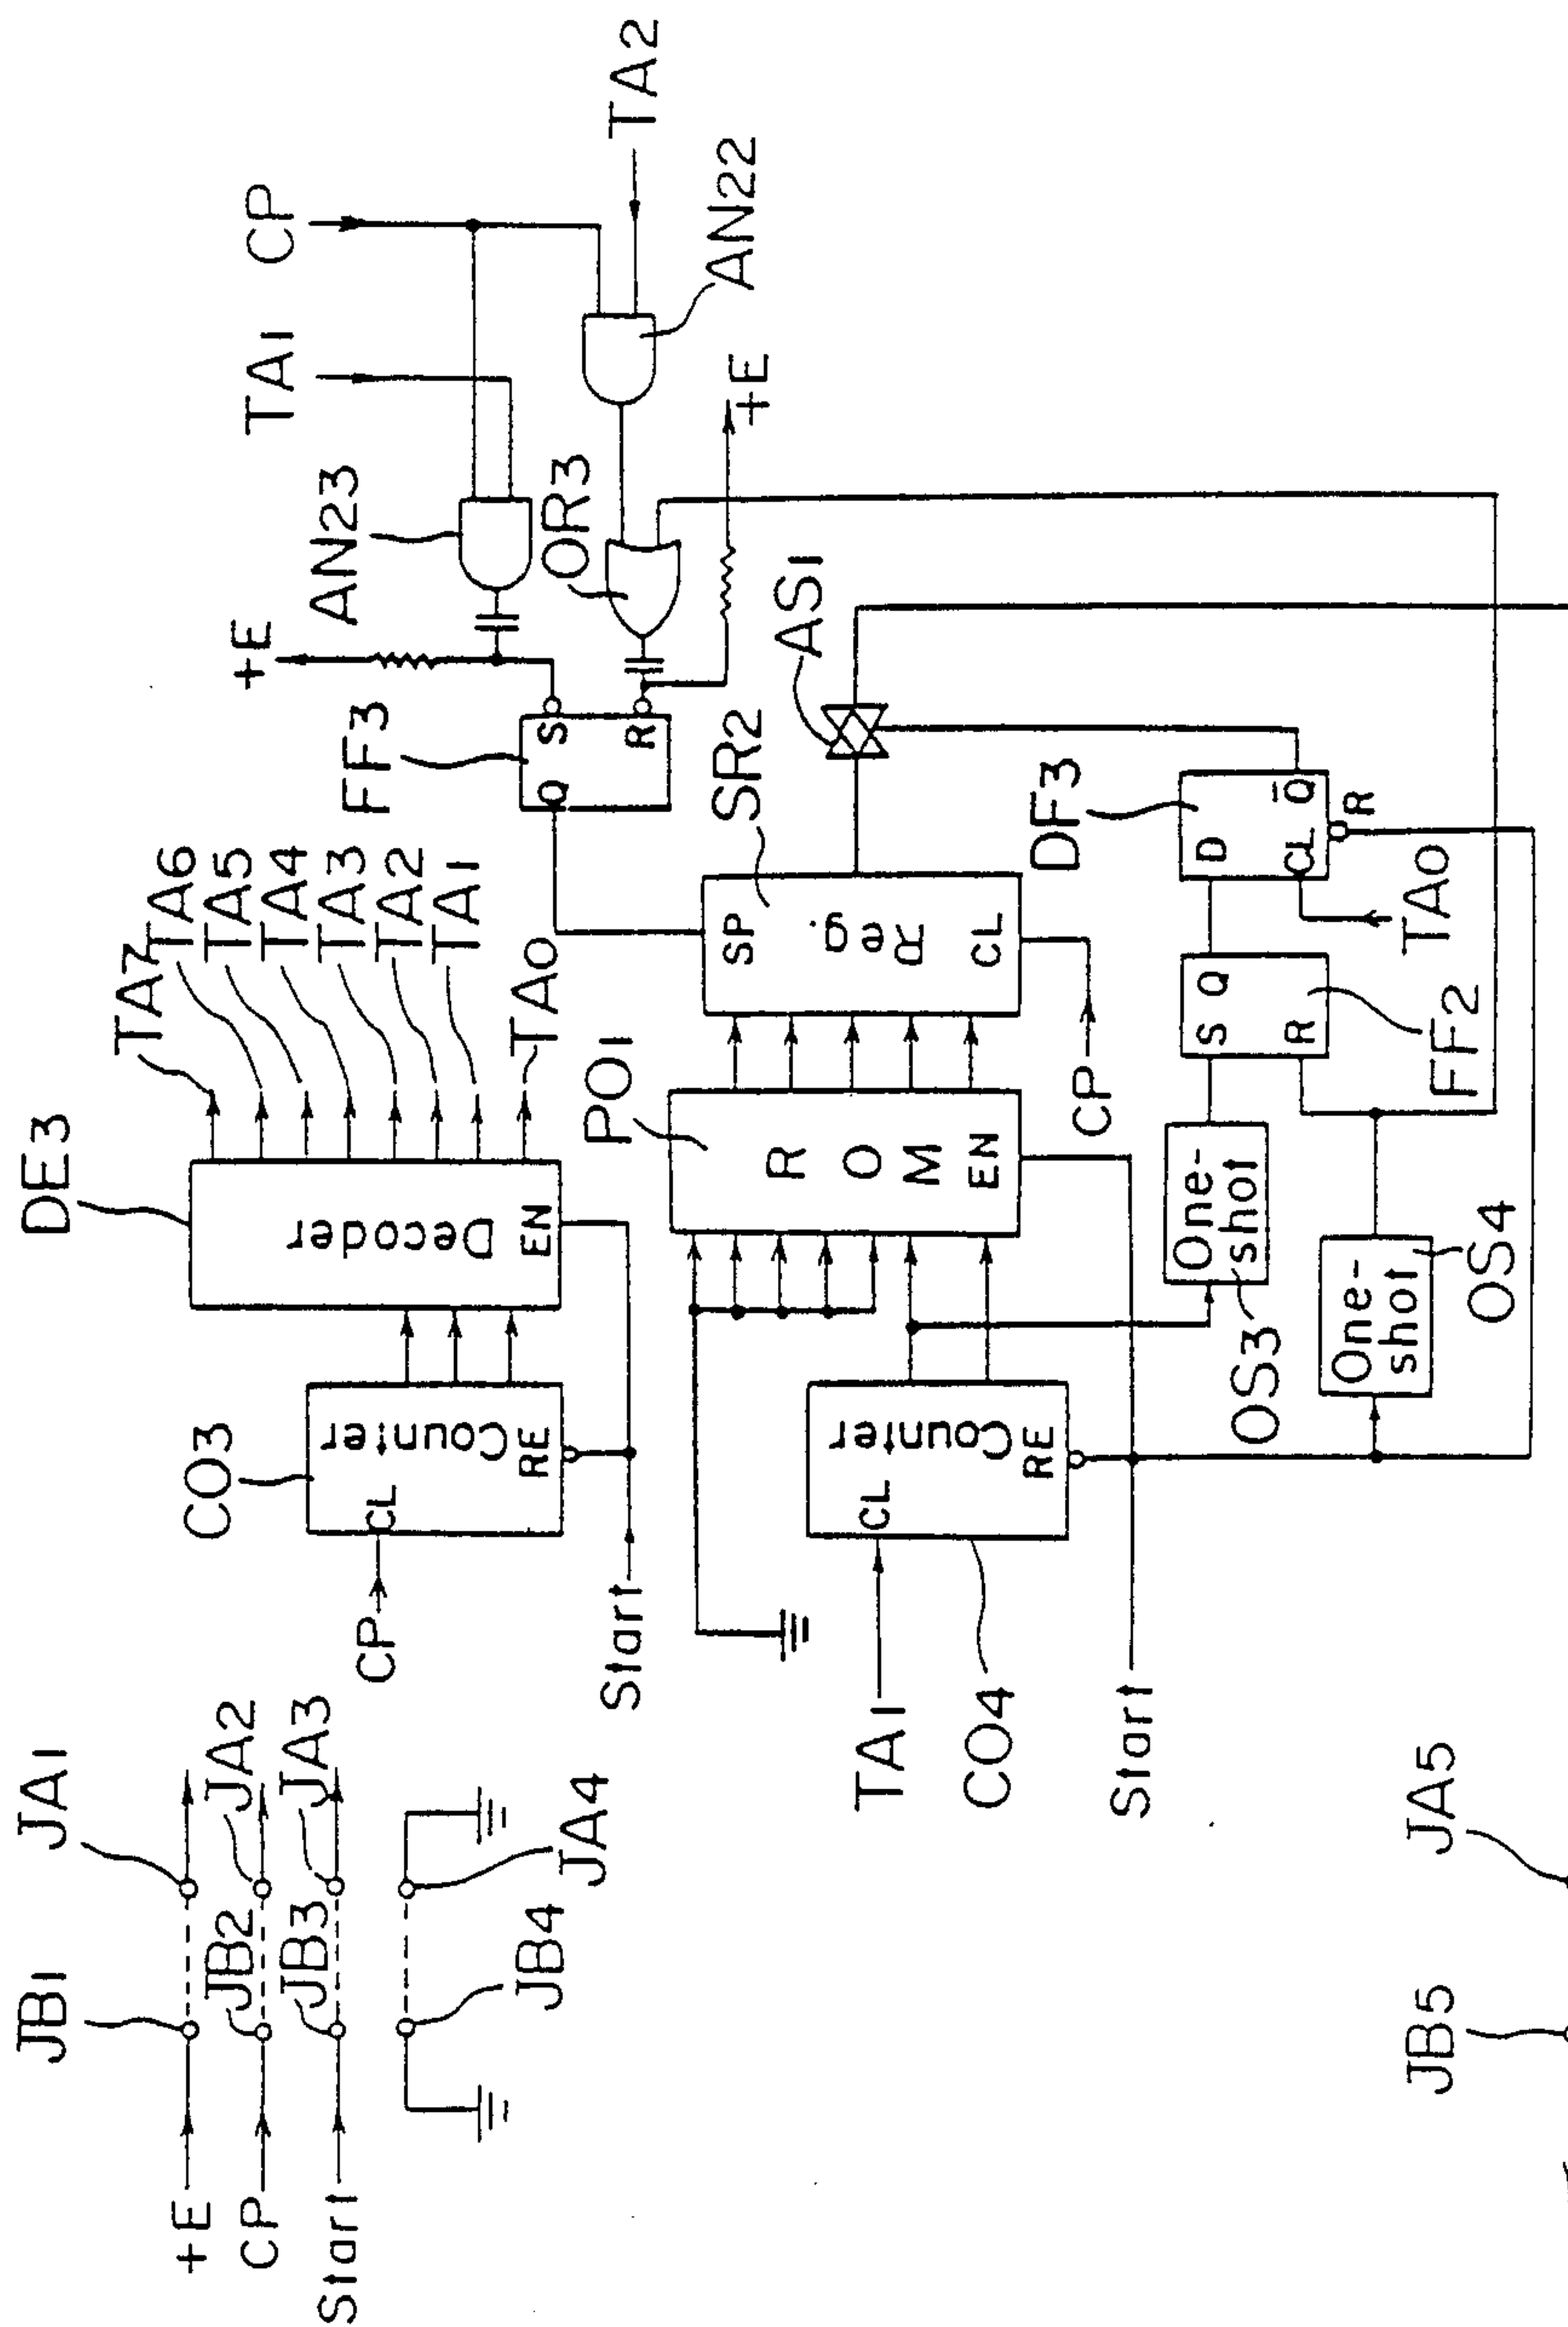 JB1
JA1
+E
CP
JB2
JA2
Start
JB3
JA3
JB4
JA4
CO3
DE3
CP
CL
Counter
RE
Decoder
EN
Start
TA7
TA6
TA5
TA4
TA3
TA2
TA1
TA0
FF3
Q
S
R
+E
AN23
TA1
CP
OR3
TA2
AN22
+E
PO1
ROM
EN
SR2
SP
Reg.
CL
CP
AS1
TA1
CL
Counter
RE
CO4
Start
OS3
One-
shot
One-
shot
OS4
S
Q
R
FF2
DF3
D
Q̅
CL
R
TA0
JB5
JA5